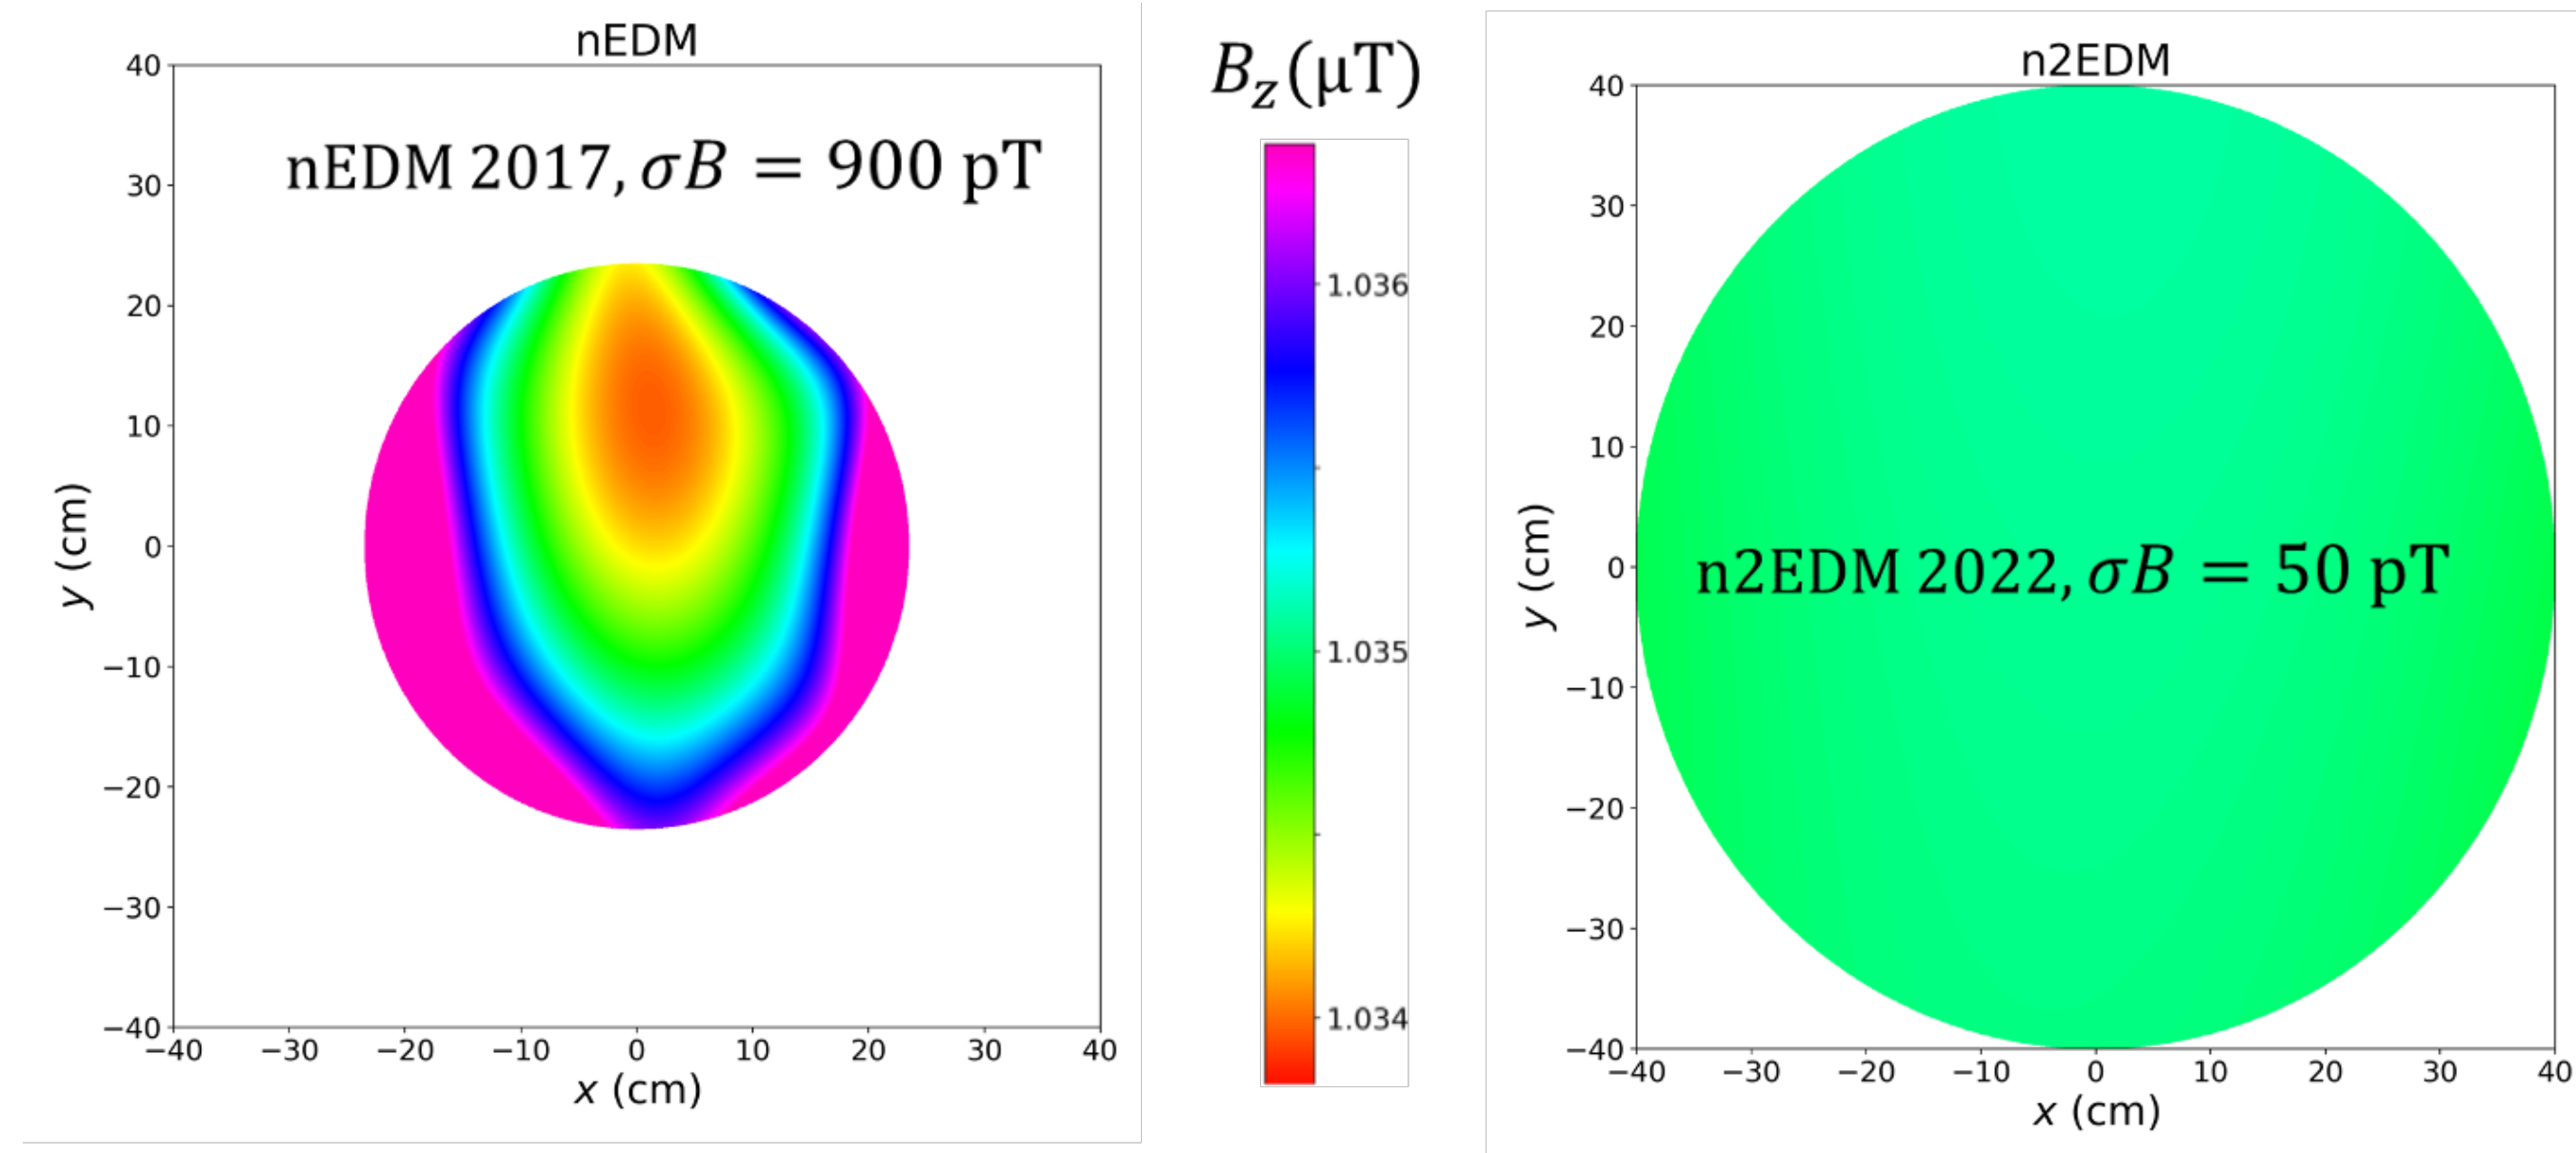 nEDM
40
nEDM 2017, σB = 900 pT
30
20
10
0
−10
−20
−30
−40
y (cm)
−40 −30 −20 −10 0 10 20 30 40
x (cm)
B_z(μT)
1.036
1.035
1.034
n2EDM
40
30
20
10
0
n2EDM 2022, σB = 50 pT
−10
−20
−30
−40
y (cm)
−40 −30 −20 −10 0 10 20 30 40
x (cm)